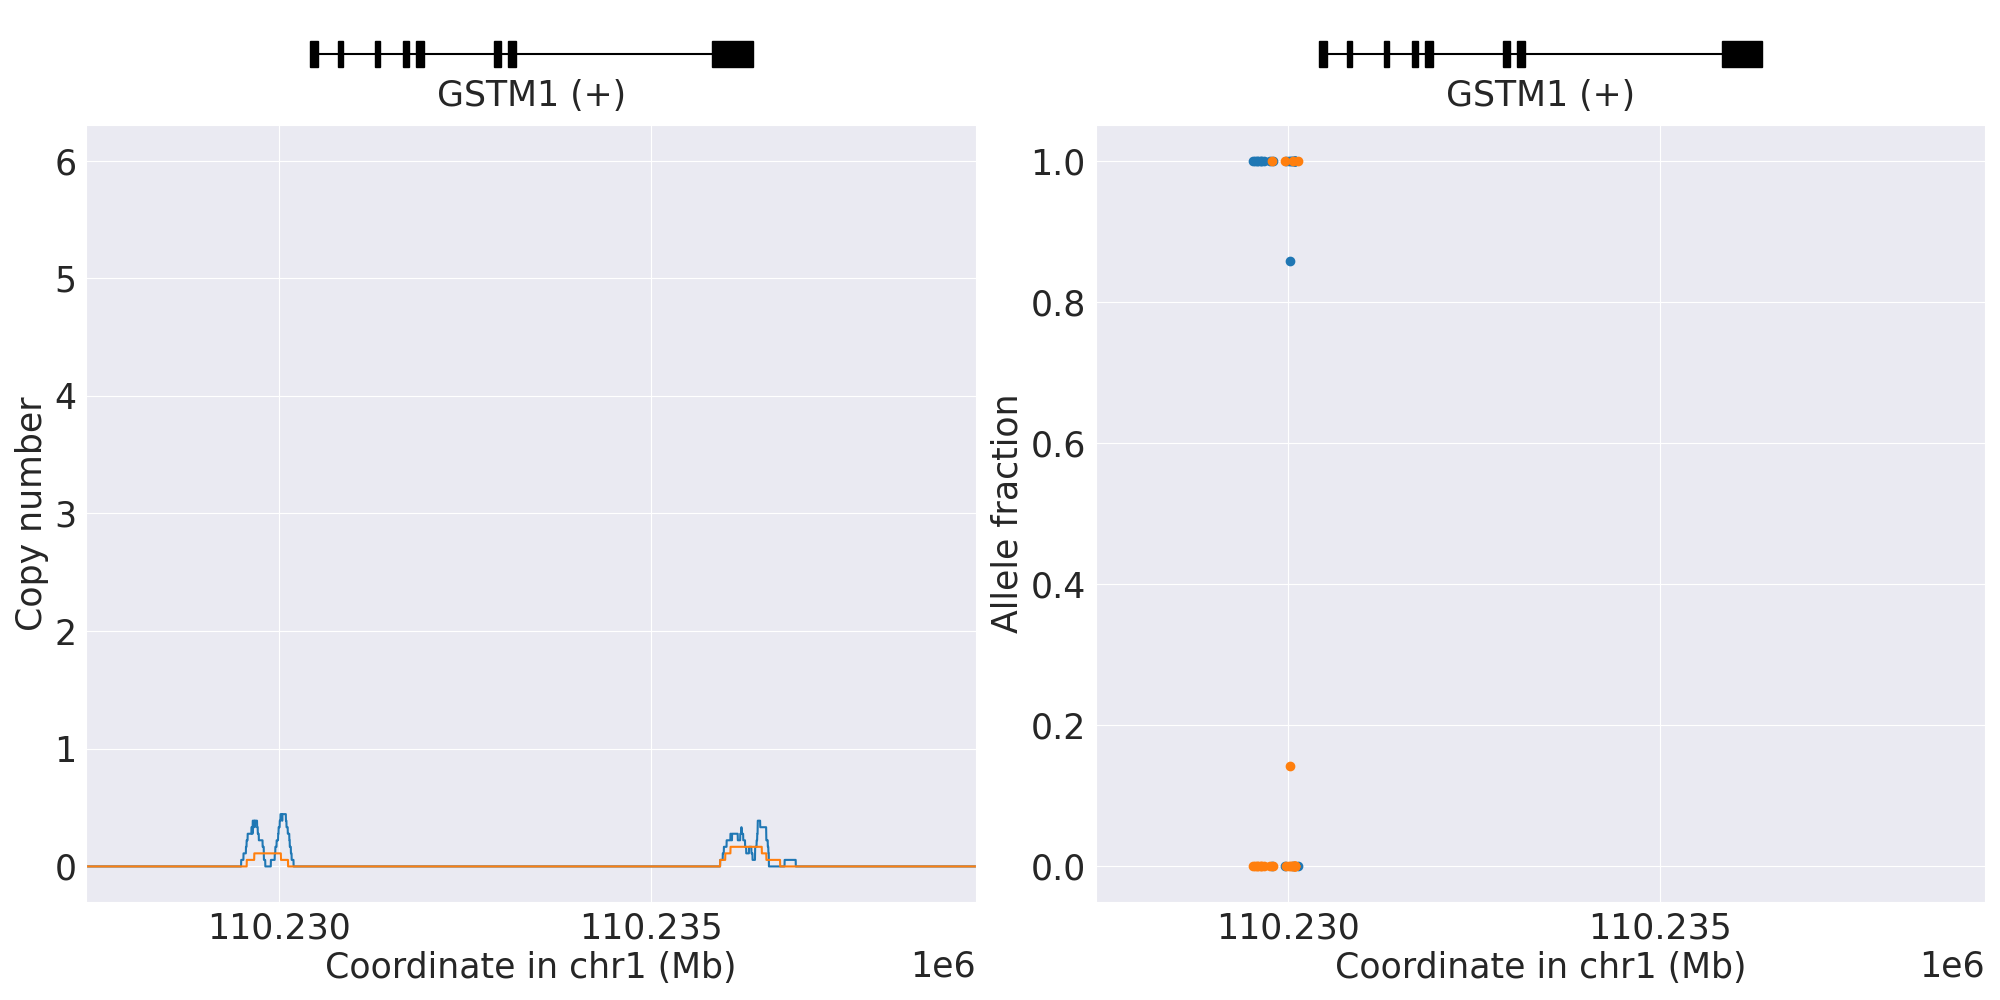 GSTM1 (+)
6
5
4
3
2
1
0
Copy number
110.230
110.235
Coordinate in chr1 (Mb)
1e6
GSTM1 (+)
1.0
0.8
0.6
0.4
0.2
0.0
Allele fraction
110.230
110.235
Coordinate in chr1 (Mb)
1e6